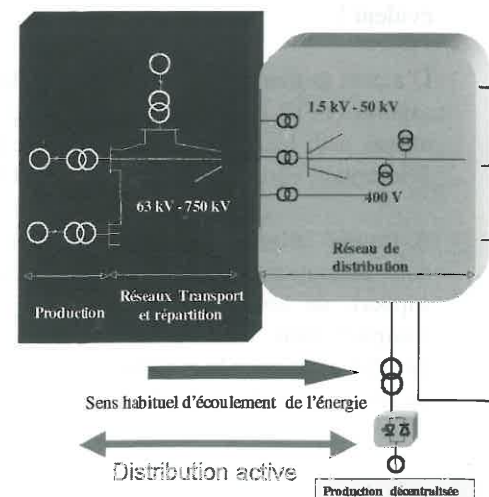 évident
1.5 kV - 50 kV
63 kV - 750 kV
400 V
Réseau de
distribution
Production
Réseaux Transport
et répartition
Sens habituel d'écoulement de l'énergie
Distribution active
Production décentralisée